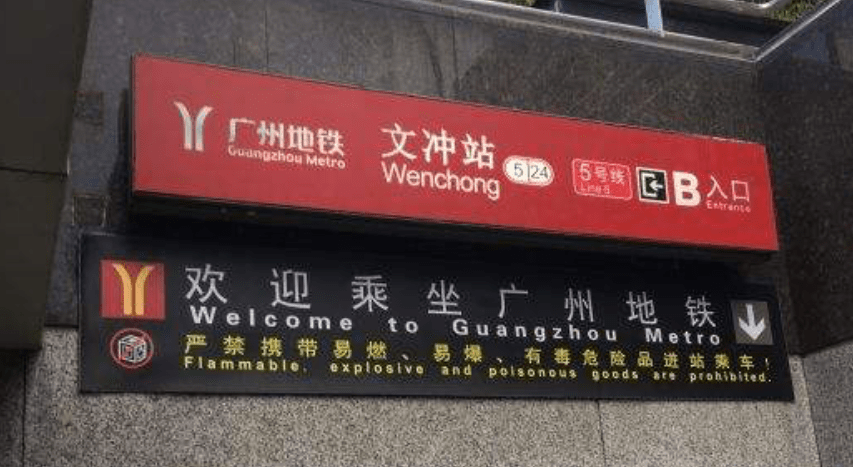 广州地铁
Guangzhou Metro
文冲站
Wenchong
5|24
5号线
Line 5
B
入口
Entrance
欢迎乘坐广州地铁
Welcome to Guangzhou Metro
严禁携带易燃、易爆、有毒危险品进站乘车!
Flammable, explosive and poisonous goods are prohibited.